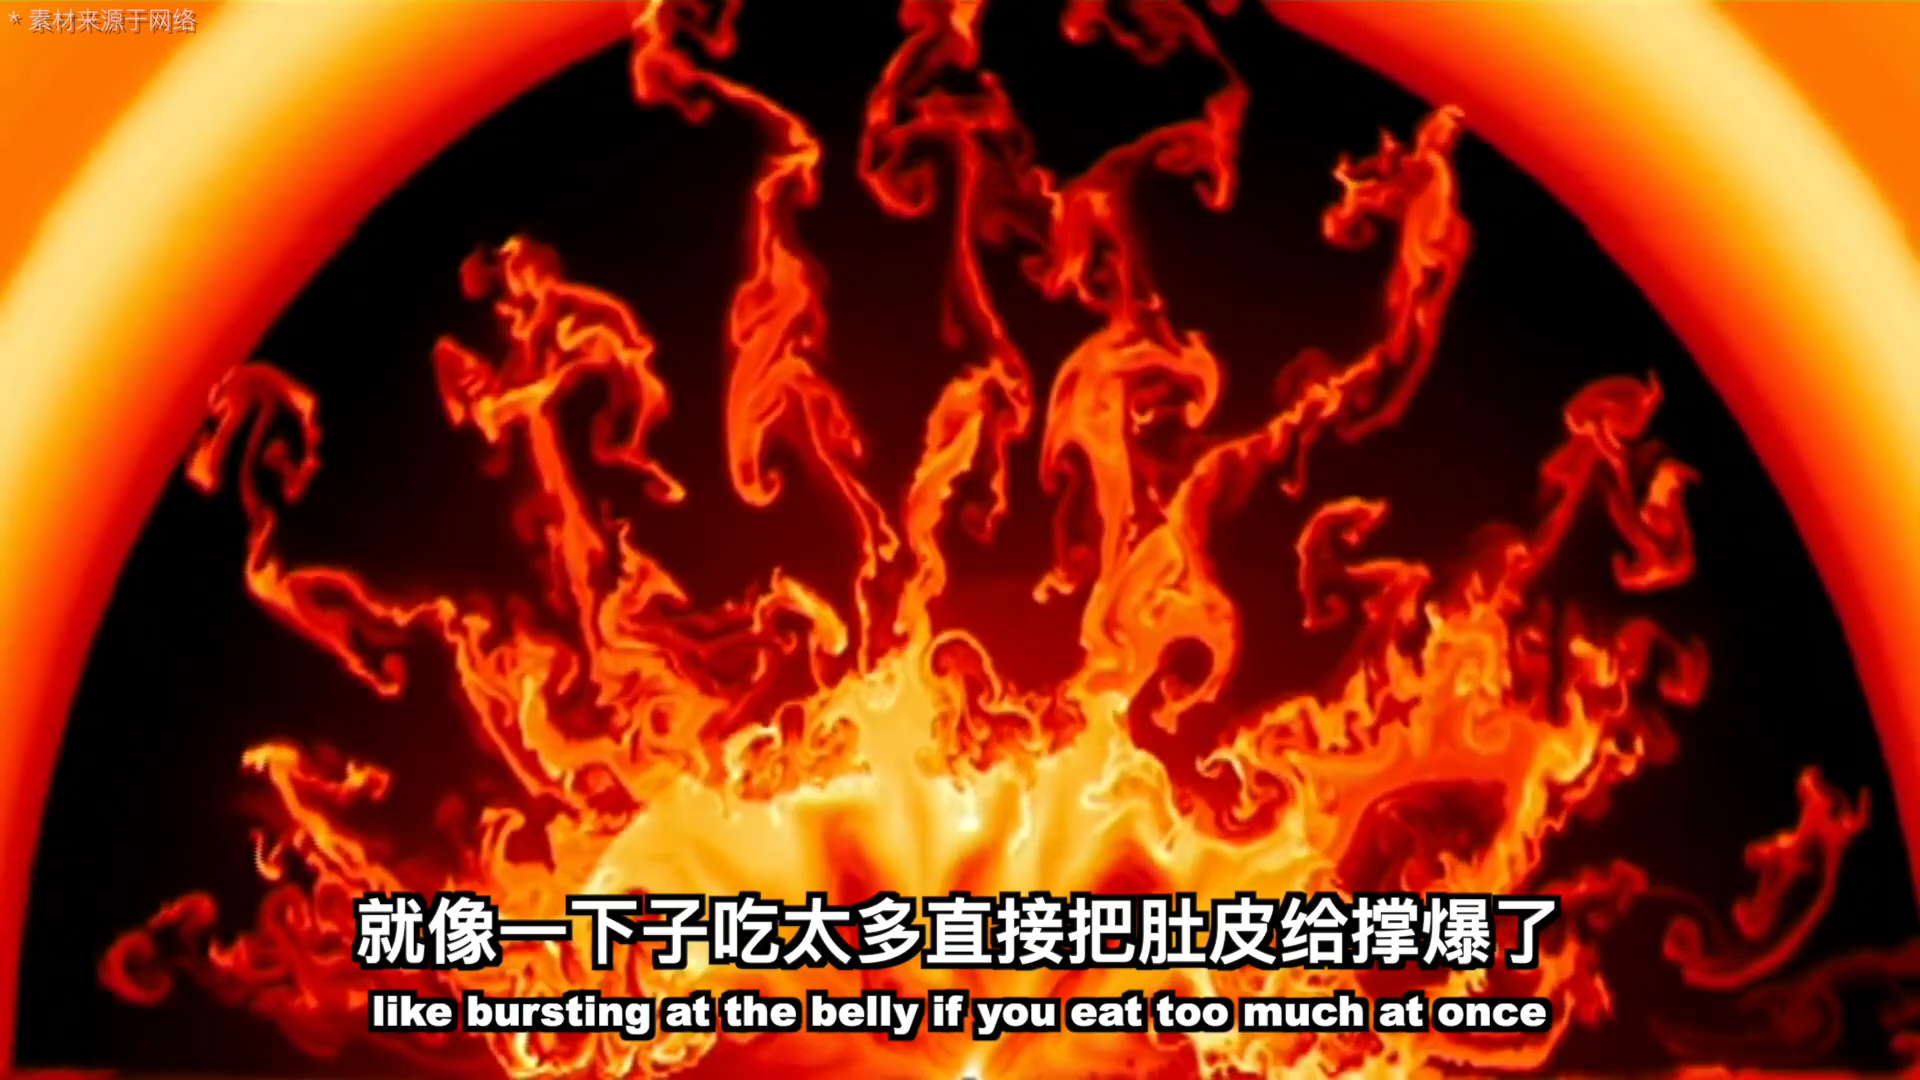 * 素材来源于网络
就像一下子吃太多直接把肚皮给撑爆了
like bursting at the belly if you eat too much at once